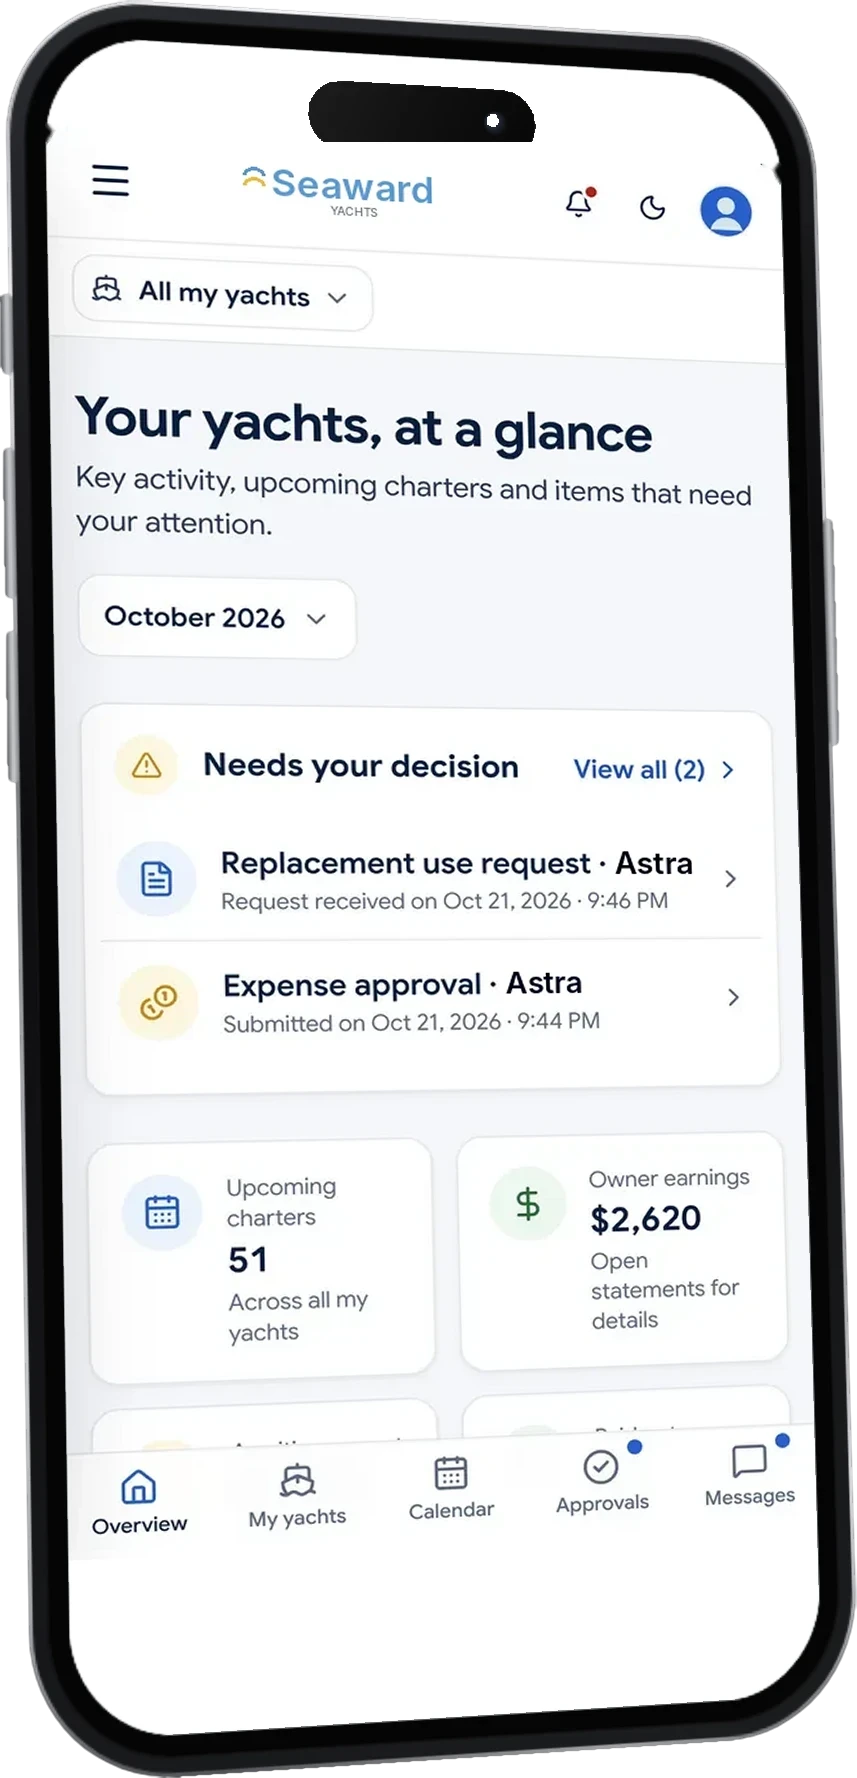 Seaward
YACHTS
All my yachts
Your yachts, at a glance
Key activity, upcoming charters and items that need
your attention.
October 2026
Needs your decision
View all (2)
Replacement use request · Astra
Request received on Oct 21, 2026 · 9:46 PM
Expense approval · Astra
Submitted on Oct 21, 2026 · 9:44 PM
Upcoming
charters
51
Across all my
yachts
Owner earnings
$2,620
Open
statements for
details
Overview
My yachts
Calendar
Approvals
Messages